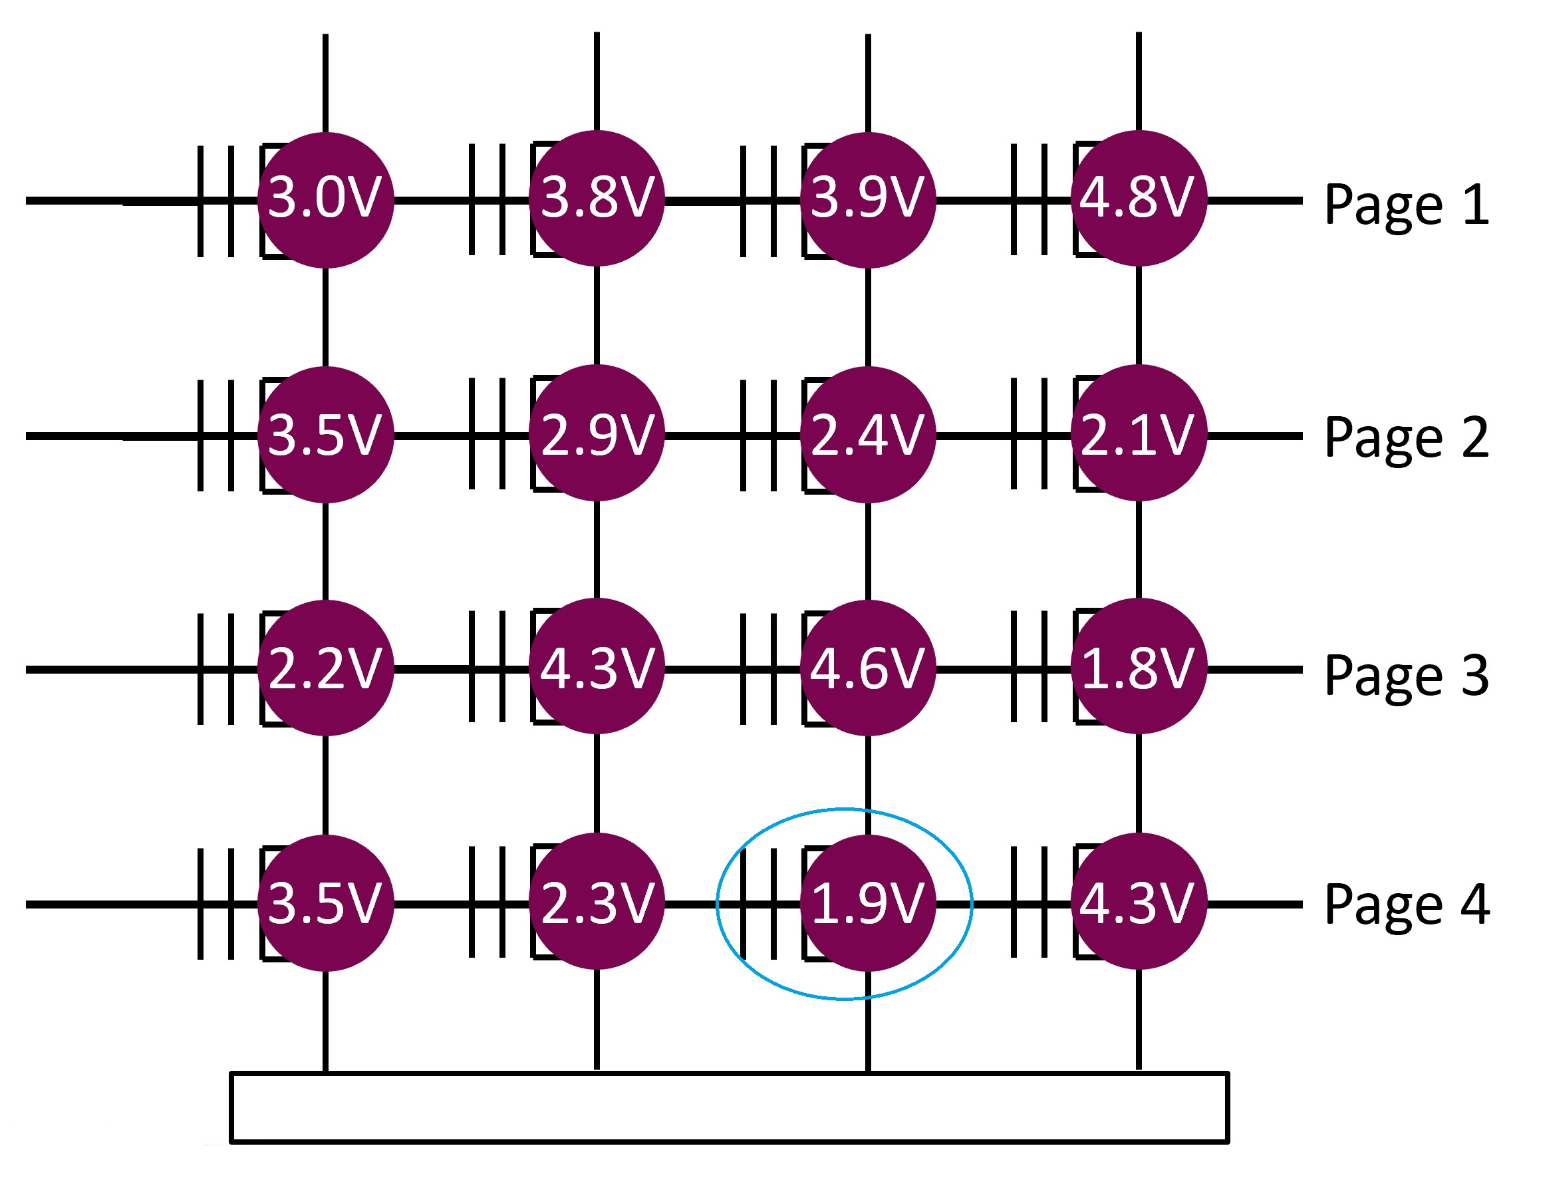 3.0V 3.8V 3.9V 4.8V Page 1
3.5V 2.9V 2.4V 2.1V Page 2
2.2V 4.3V 4.6V 1.8V Page 3
3.5V 2.3V 1.9V 4.3V Page 4